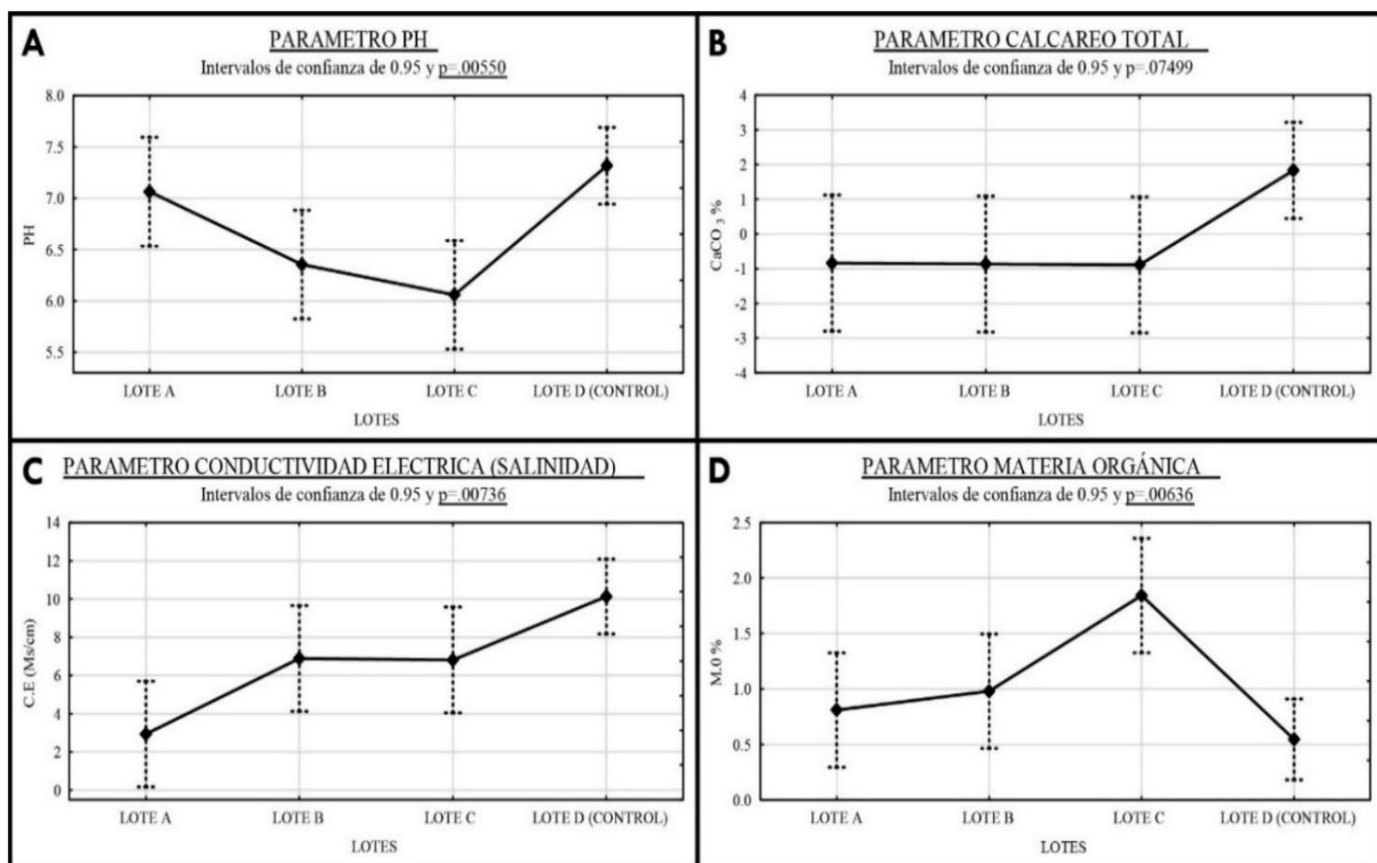 A
PARAMETRO PH
Intervalos de confianza de 0.95 y p=.00550
8.0
7.5
7.0
6.5
6.0
5.5
PH
LOTE A
LOTE B
LOTE C
LOTE D (CONTROL)
LOTES
B
PARAMETRO CALCAREO TOTAL
Intervalos de confianza de 0.95 y p=.07499
4
3
2
1
0
-1
-2
-3
-4
CaCO3 %
LOTE A
LOTE B
LOTE C
LOTE D (CONTROL)
LOTES
C
PARAMETRO CONDUCTIVIDAD ELECTRICA (SALINIDAD)
Intervalos de confianza de 0.95 y p=.00736
14
12
10
8
6
4
2
0
C.E (Ms/cm)
LOTE A
LOTE B
LOTE C
LOTE D (CONTROL)
LOTES
D
PARAMETRO MATERIA ORGÁNICA
Intervalos de confianza de 0.95 y p=.00636
2.5
2.0
1.5
1.0
0.5
0.0
M.0 %
LOTE A
LOTE B
LOTE C
LOTE D (CONTROL)
LOTES